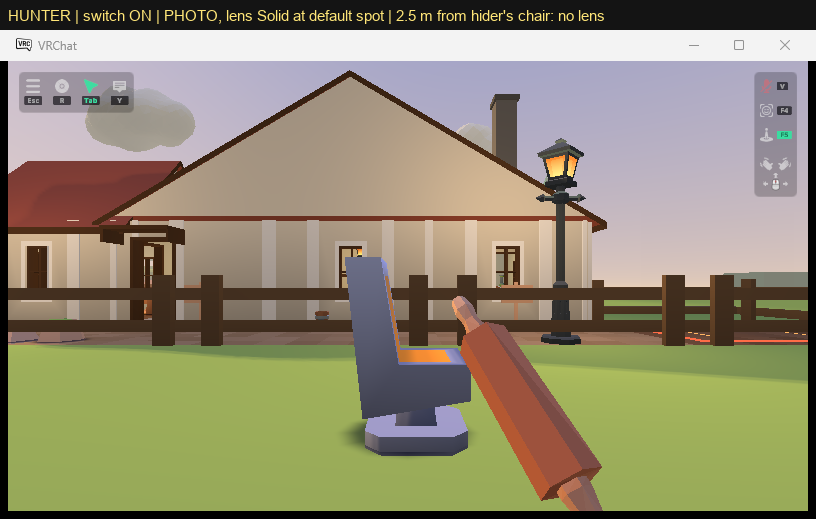 HUNTER | switch ON | PHOTO, lens Solid at default spot | 2.5 m from hider's chair: no lens
VRC VRChat
Esc R Tab Y
V
F4
F5